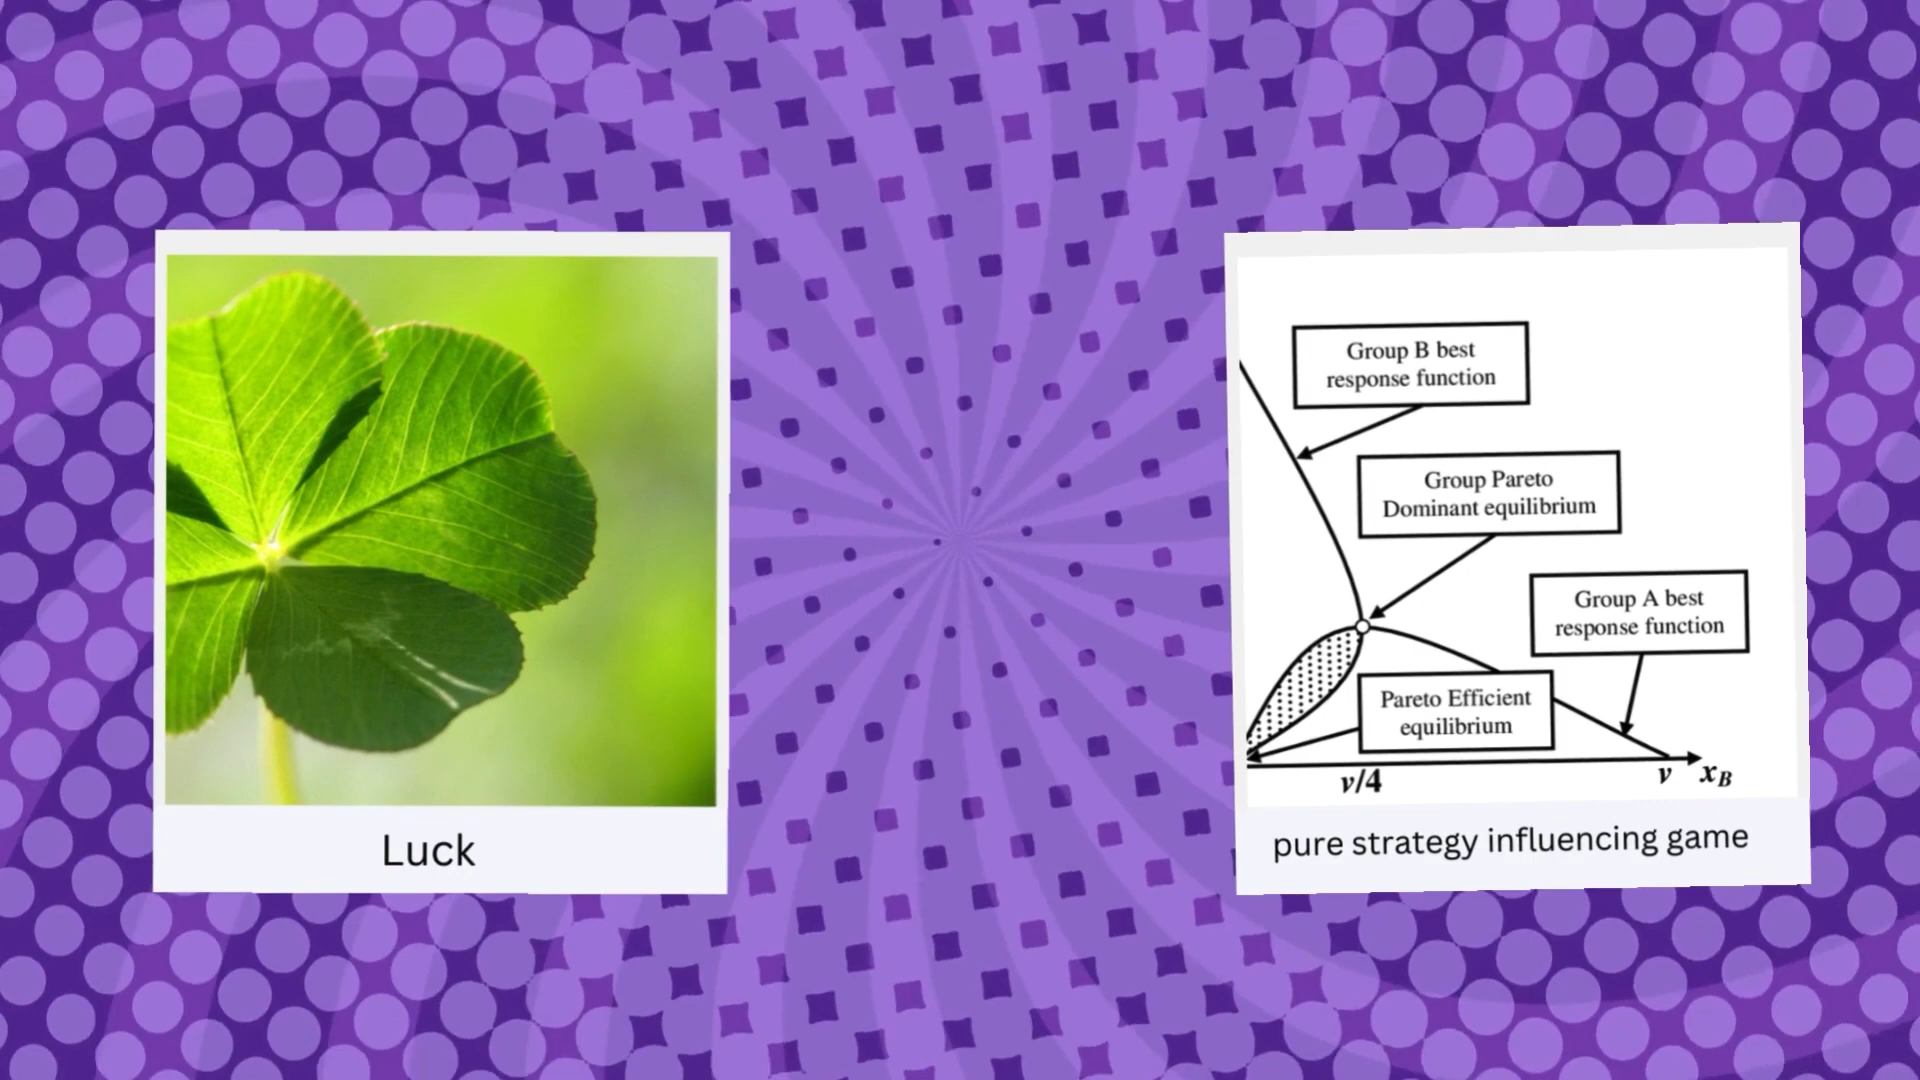 Luck
Group B best
response function
Group Pareto
Dominant equilibrium
Group A best
response function
Pareto Efficient
equilibrium
v/4
v
xB
pure strategy influencing game